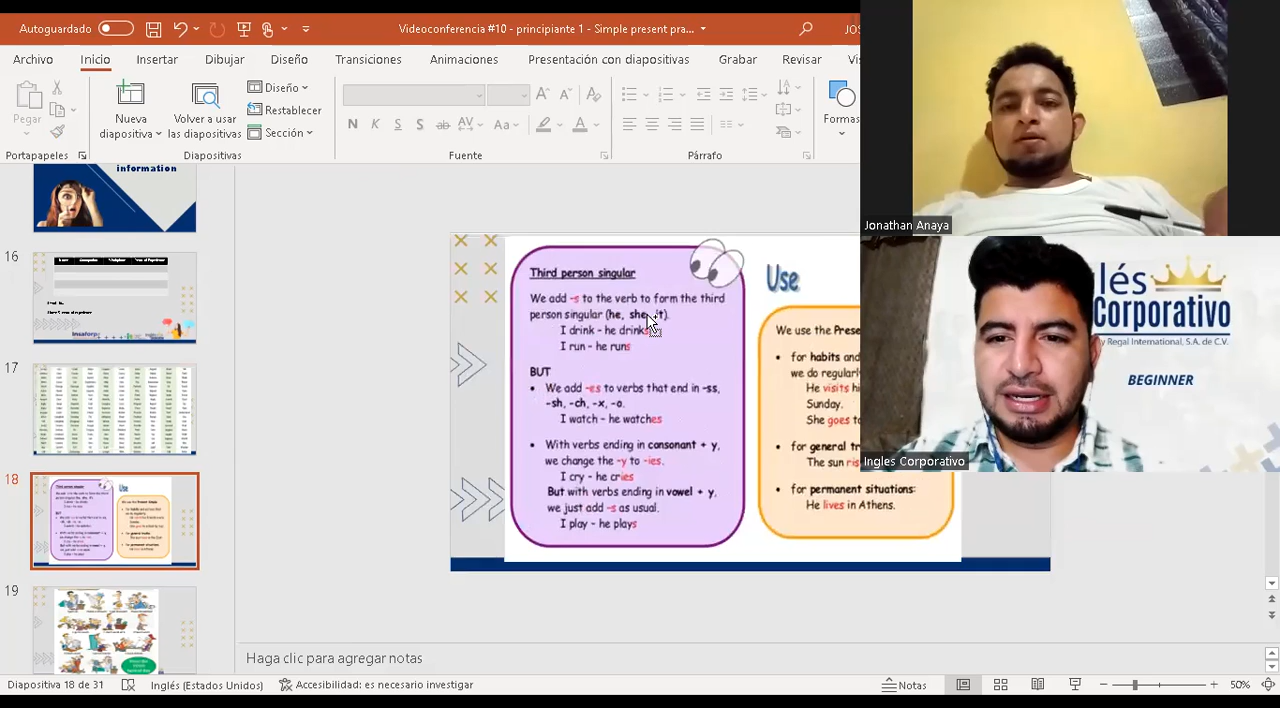 Autoguardado
Videoconferencia #10 - principiante 1 - Simple present pra...
Archivo
Inicio
Insertar
Dibujar
Diseño
Transiciones
Animaciones
Presentación con diapositivas
Grabar
Revisar
Pegar
Nueva
diapositiva
Volver a usar
las diapositivas
Diseño
Restablecer
Sección
N K S S ab AV Aa
Formas
Portapapeles
Diapositivas
Fuente
Párrafo
information
16
17
18
19
Third person singular
We add -s to the verb to form the third
person singular (he, she, it).
I drink - he drinks
I run - he runs
BUT
• We add -es to verbs that end in -ss,
-sh, -ch, -x, -o.
I watch - he watches
• With verbs ending in consonant + y,
we change the -y to -ies.
I cry - he cries
But with verbs ending in vowel + y,
we just add -s as usual.
I play - he plays
Use
We use the
• for habits and
we do
He visits
Sunday.
She goes
• for general
The sun
• for permanent situations:
He lives in Athens.
Jonathan Anaya
Corporativo
y Regal International, S.A. de C.V.
BEGINNER
Ingles Corporativo
Haga clic para agregar notas
Diapositiva 18 de 31
Inglés (Estados Unidos)
Accesibilidad: es necesario investigar
Notas
50%